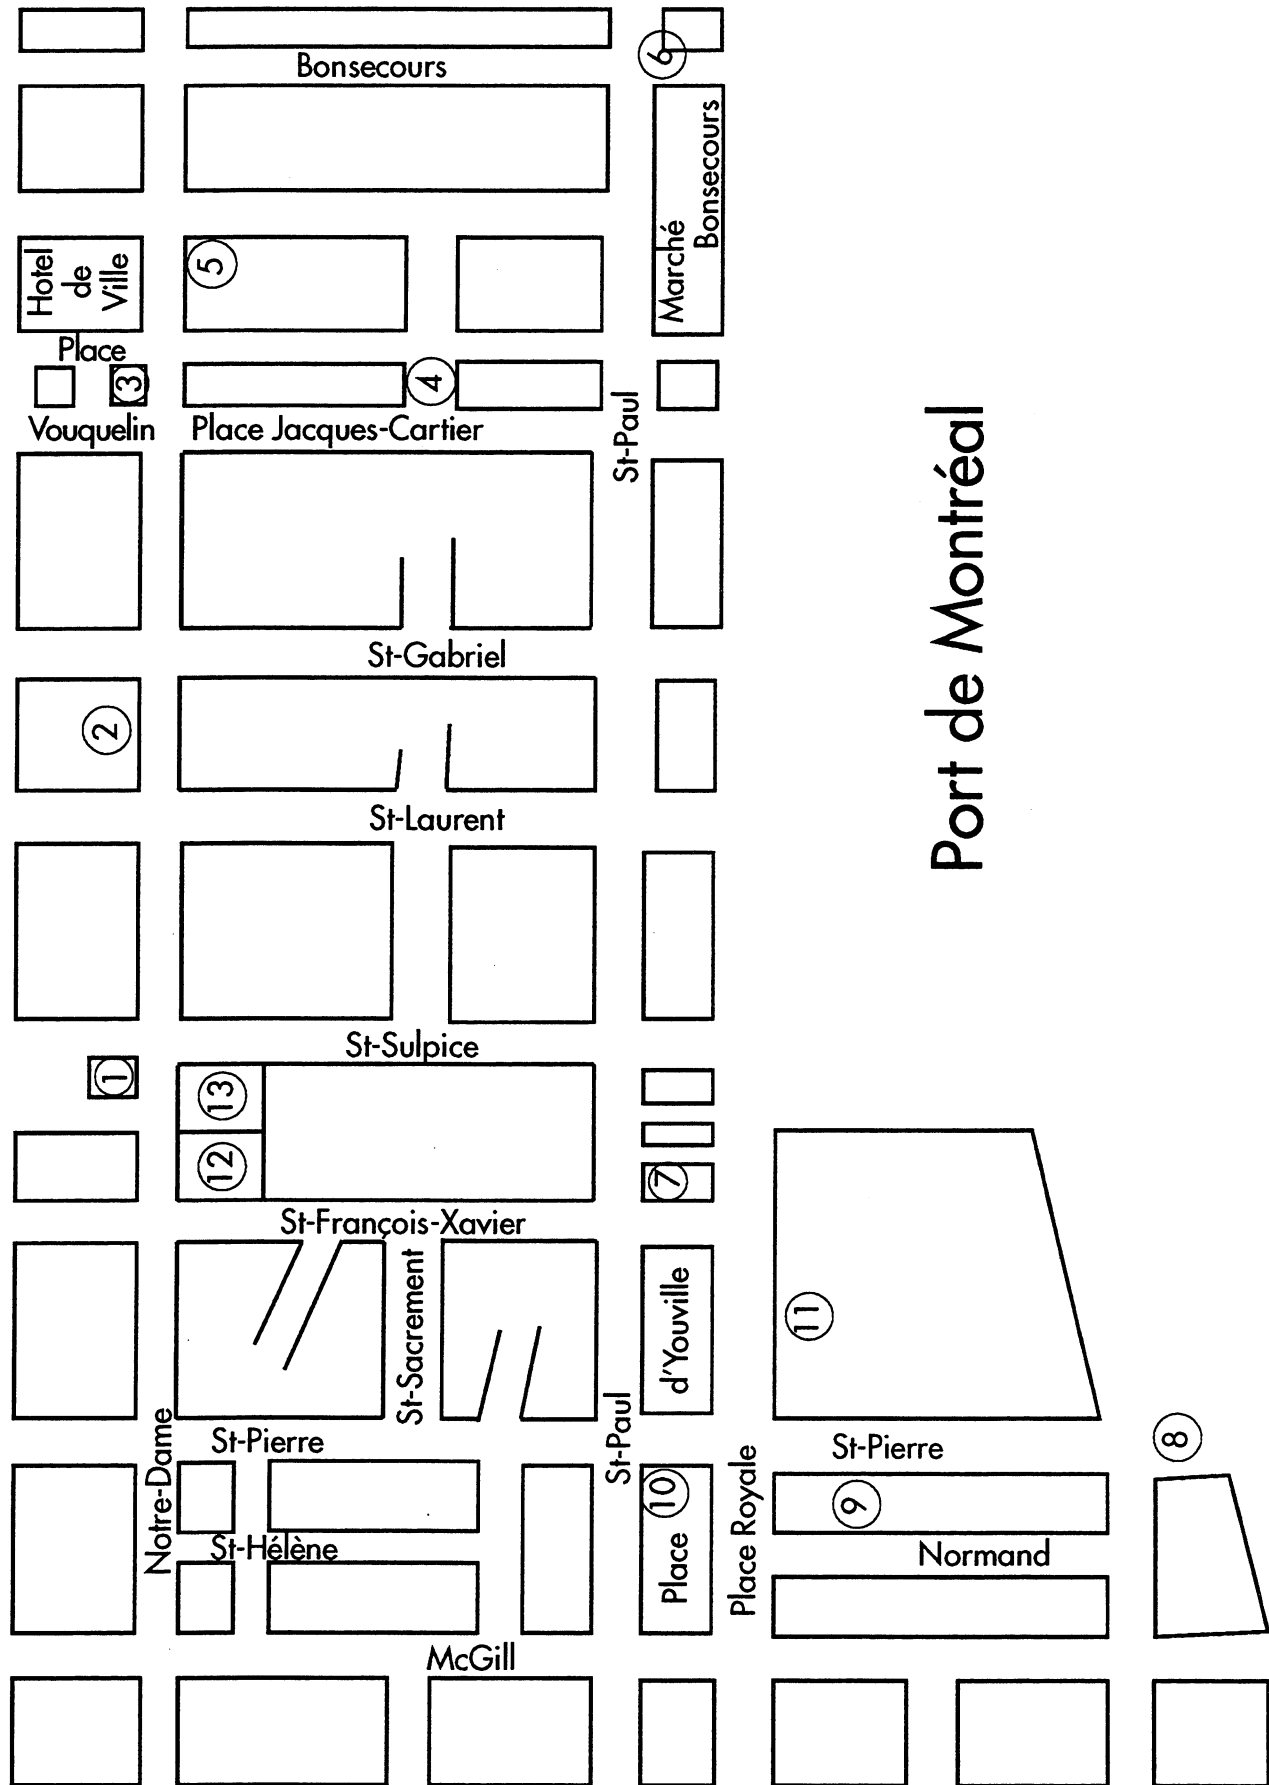 6
Bonsecours
Marché
Bonsecours
Hotel
de
Ville
5
Place
3
4
Vouquelin
Place Jacques-Cartier
St-Paul
Port de Montréal
St-Gabriel
2
St-Laurent
St-Sulpice
1
13
12
7
St-François-Xavier
St-Sacrement
d'Youville
11
Notre-Dame
St-Pierre
St-Paul
St-Pierre
8
10
Place
Place Royale
9
St-Hélène
Normand
McGill